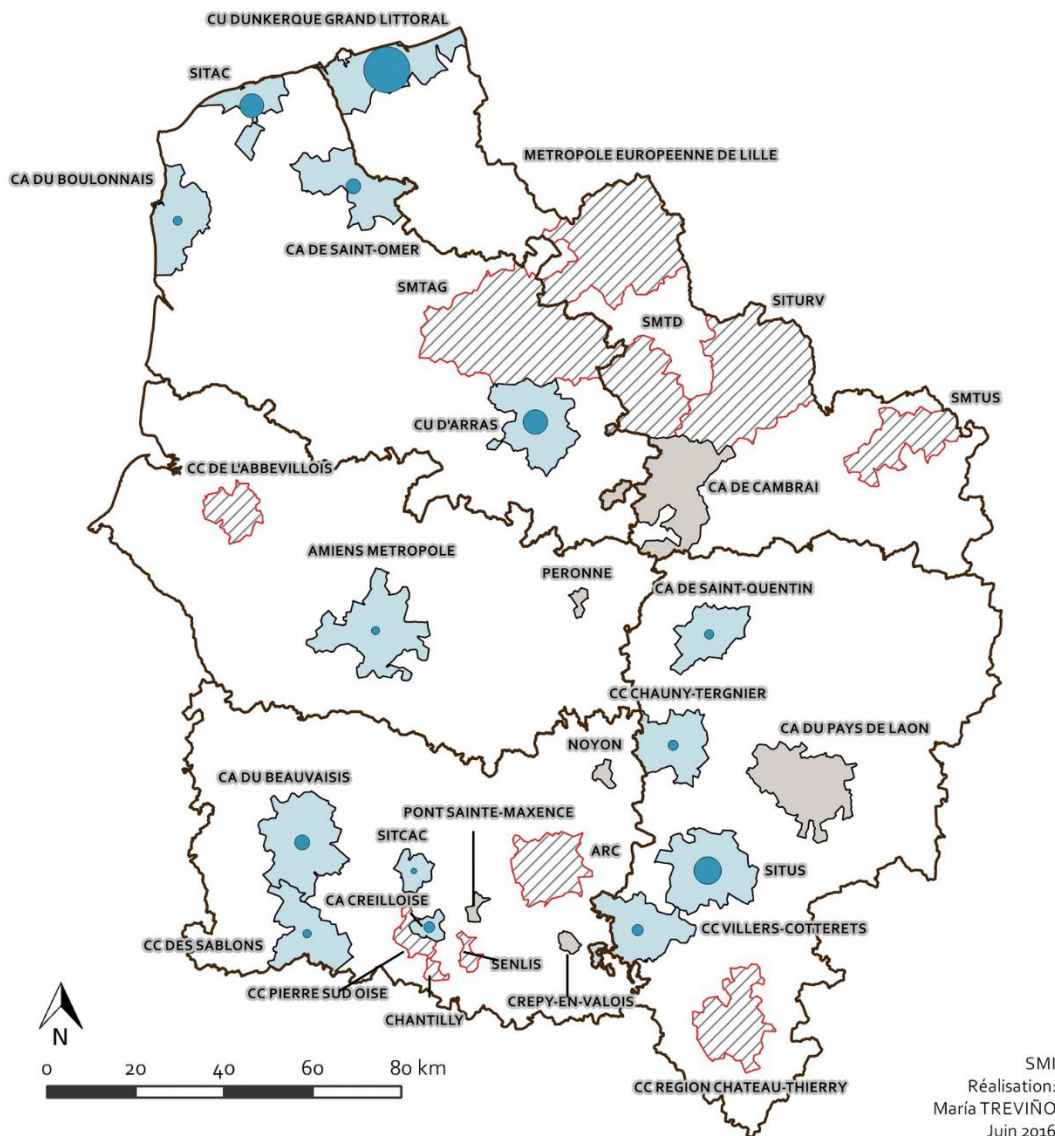 CU DUNKERQUE GRAND LITTORAL
SITAC
METROPOLE EUROPEENNE DE LILLE
CA DU BOULONNAIS
CA DE SAINT-OMER
SMTAG
SITURV
SMTD
SMTUS
CU D'ARRAS
CC DE L'ABBEVILLOIS
CA DE CAMBRAI
AMIENS METROPOLE
PERONNE
CA DE SAINT-QUENTIN
CC CHAUNY-TERGNIER
CA DU PAYS DE LAON
NOYON
CA DU BEAUVAISIS
PONT SAINTE-MAXENCE
SITCAC
ARC
SITUS
CA CREILLOISE
CC VILLERS-COTTERETS
CC DES SABLONS
SENLIS
CC PIERRE SUD OISE
CREPY-EN-VALOIS
CHANTILLY
N
0 20 40 60 80 km
CC REGION CHATEAU-THIERRY
SMI
Réalisation:
María TREVIÑO
Juin 2016